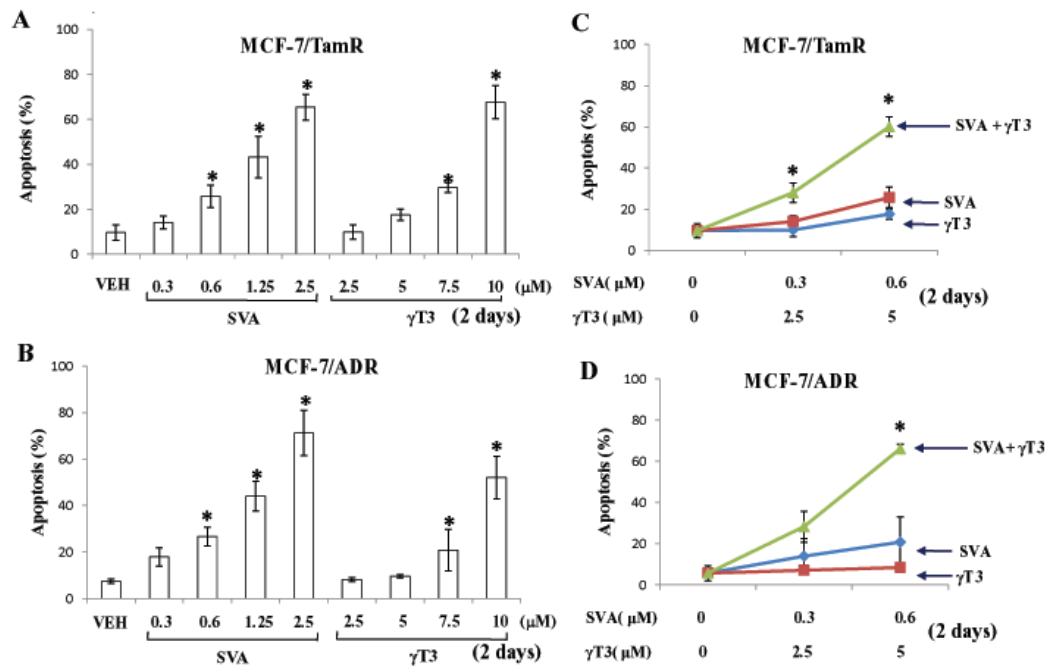 A
MCF-7/TamR
Apoptosis (%)
100
80
60
40
20
0
* * * * *
VEH 0.3 0.6 1.25 2.5 2.5 5 7.5 10 (μM)
SVA γT3 (2 days)
B
MCF-7/ADR
Apoptosis (%)
100
80
60
40
20
0
* * * * *
VEH 0.3 0.6 1.25 2.5 2.5 5 7.5 10 (μM)
SVA γT3 (2 days)
C
MCF-7/TamR
Apoptois (%)
100
80
60
40
20
0
* *
SVA + γT3
SVA
γT3
SVA( μM) 0 0.3 0.6
γT3 ( μM) 0 2.5 5
(2 days)
D
MCF-7/ADR
Apoptosis (%)
100
80
60
40
20
0
*
SVA+ γT3
SVA
γT3
SVA( μM) 0 0.3 0.6
γT3( μM) 0 2.5 5
(2 days)